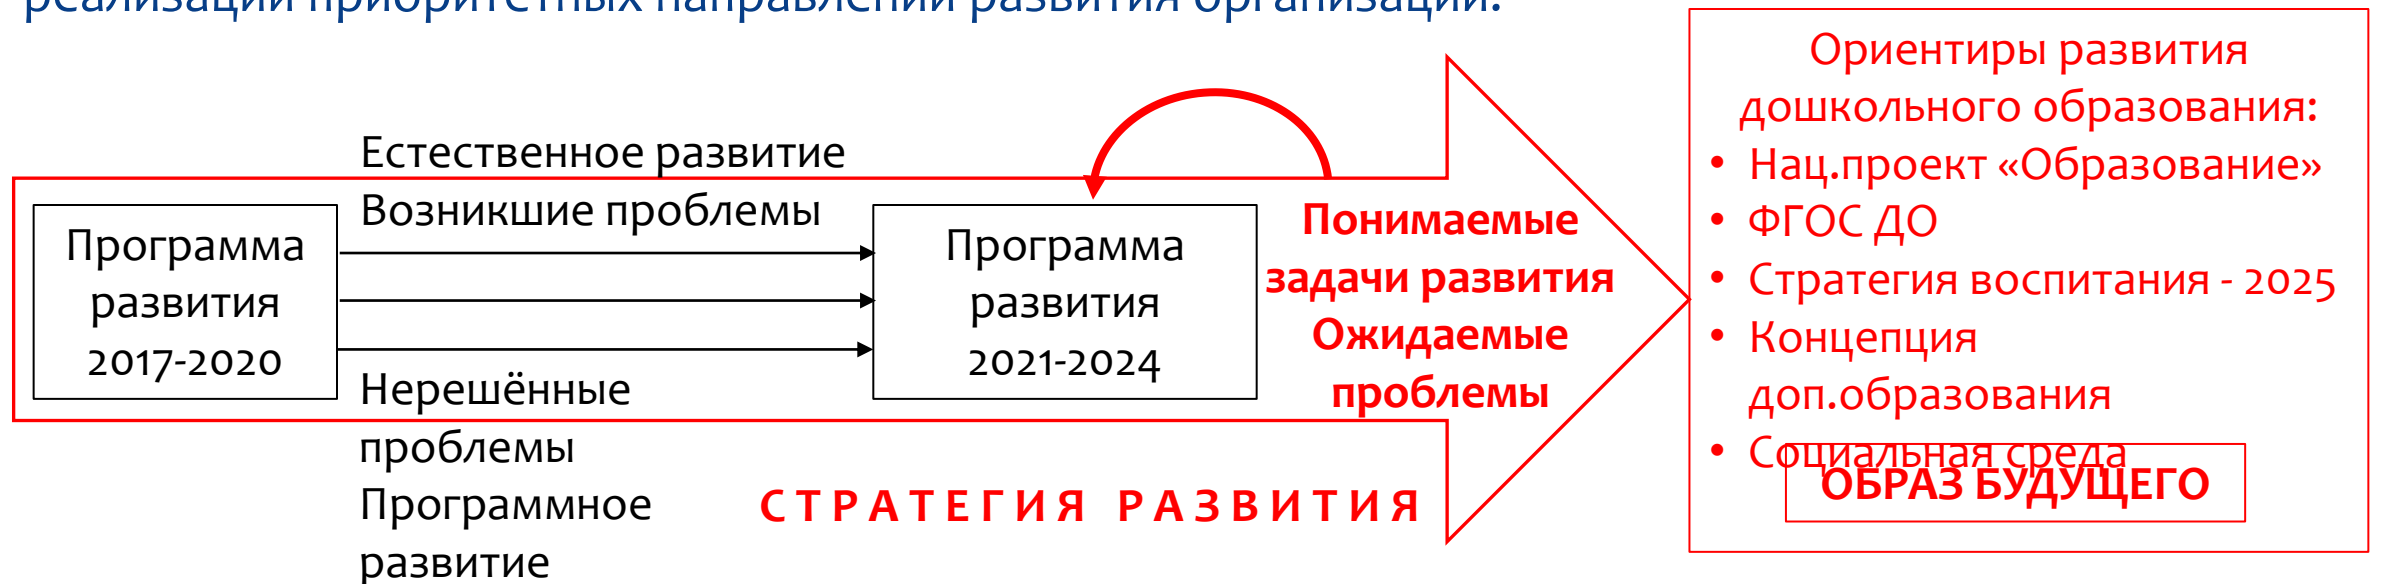 реализации приоритетных направлений развития организации.
Естественное развитие
Возникшие проблемы
Программа
развития
2017-2020
Программа
развития
2021-2024
Нерешённые
проблемы
Программное
развитие
Понимаемые
задачи развития
Ожидаемые
проблемы
СТРАТЕГИЯ РАЗВИТИЯ
Ориентиры развития
дошкольного образования:
• Нац.проект «Образование»
• ФГОС ДО
• Стратегия воспитания - 2025
• Концепция
доп.образования
• Социальная среда
ОБРАЗ БУДУЩЕГО